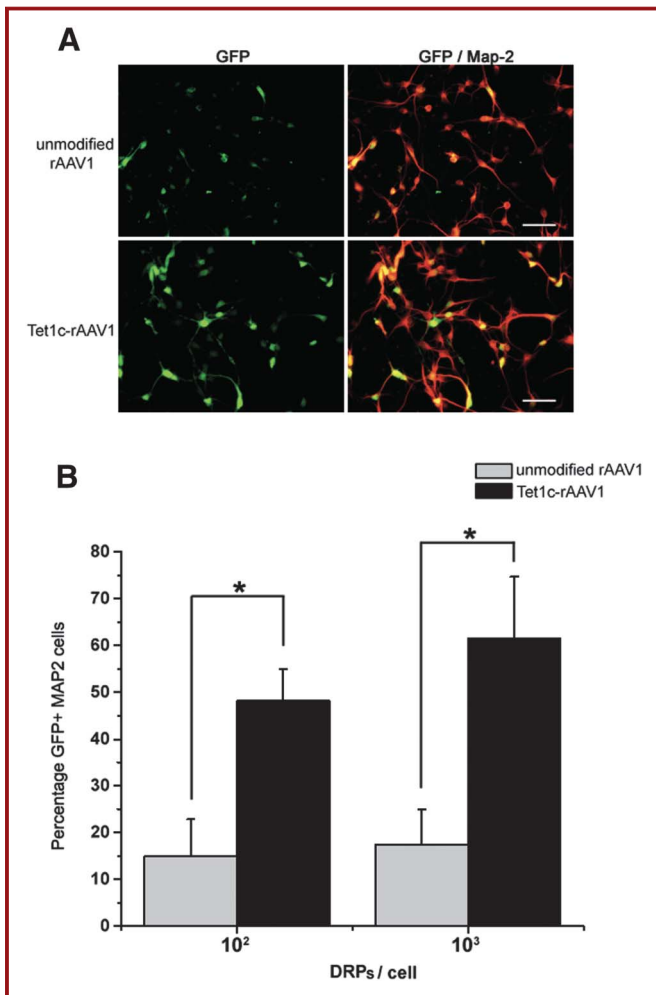 A
GFP
GFP / Map-2
unmodified
rAAV1
Tet1c-rAAV1
B
unmodified rAAV1
Tet1c-rAAV1
Percentage GFP+ MAP2 cells
80
70
60
50
40
30
20
10
0
*
*
10²
10³
DRPs / cell